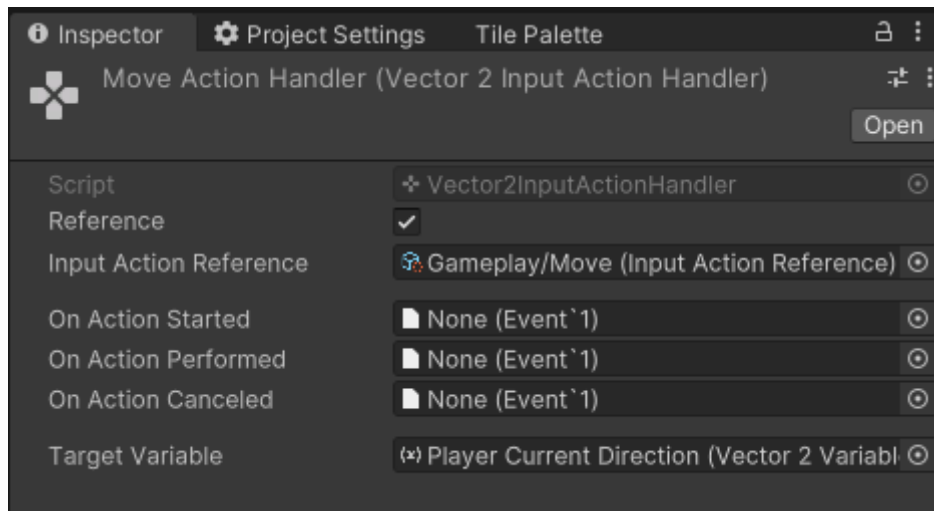 Inspector Project Settings Tile Palette
Move Action Handler (Vector 2 Input Action Handler)
Open
Script Vector2InputActionHandler
Reference
Input Action Reference Gameplay/Move (Input Action Reference)
On Action Started None (Event`1)
On Action Performed None (Event`1)
On Action Canceled None (Event`1)
Target Variable Player Current Direction (Vector 2 Variabl